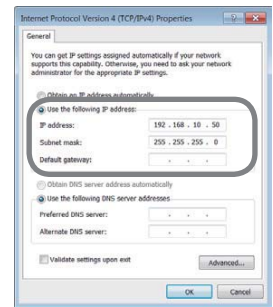 Internet Protocol Version 4 (TCP/IPv4) Properties
General
You can get IP settings assigned automatically if your network
supports this capability. Otherwise, you need to ask your network
administrator for the appropriate IP settings.
Obtain an IP address automatically
Use the following IP address:
IP address: 192 . 168 . 10 . 50
Subnet mask: 255 . 255 . 255 . 0
Default gateway: . . .
Obtain DNS server address automatically
Use the following DNS server addresses
Preferred DNS server: . . .
Alternate DNS server: . . .
Validate settings upon exit
Advanced...
OK Cancel